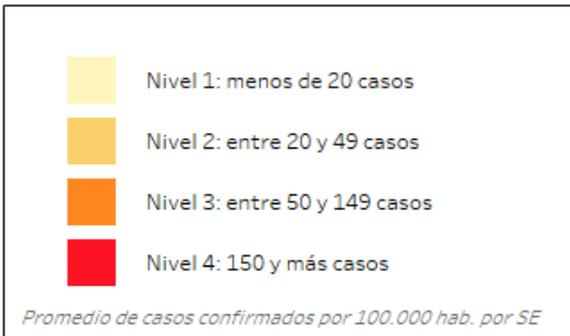 Nivel 1: menos de 20 casos
Nivel 2: entre 20 y 49 casos
Nivel 3: entre 50 y 149 casos
Nivel 4: 150 y más casos
Promedio de casos confirmados por 100.000 hab. por SE